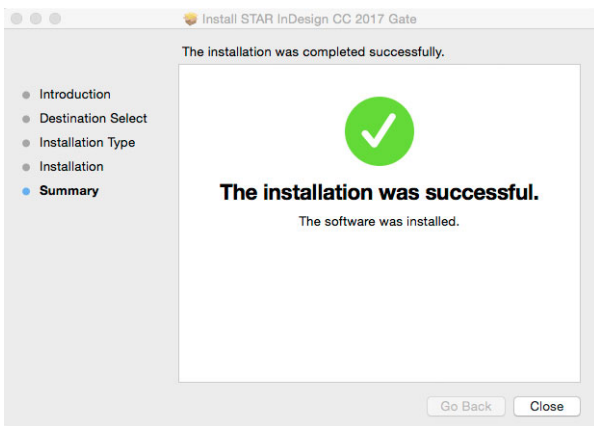 Install STAR InDesign CC 2017 Gate
The installation was completed successfully.
Introduction
Destination Select
Installation Type
Installation
Summary
The installation was successful.
The software was installed.
Go Back
Close